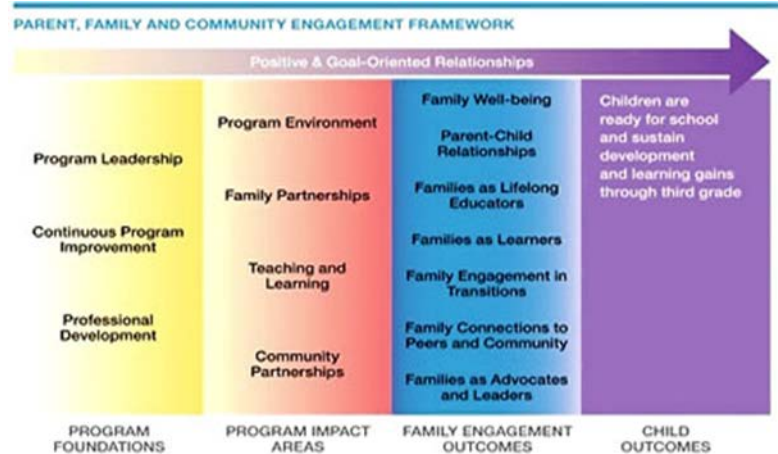 PARENT, FAMILY AND COMMUNITY ENGAGEMENT FRAMEWORK
Positive & Goal-Oriented Relationships
Program Leadership
Continuous Program
Improvement
Professional
Development
PROGRAM
FOUNDATIONS
Program Environment
Family Partnerships
Teaching and
Learning
Community
Partnerships
PROGRAM IMPACT
AREAS
Family Well-being
Parent-Child
Relationships
Families as Lifelong
Educators
Families as Learners
Family Engagement in
Transitions
Family Connections to
Peers and Community
Families as Advocates
and Leaders
FAMILY ENGAGEMENT
OUTCOMES
Children are
ready for school
and sustain
development
and learning gains
through third grade
CHILD
OUTCOMES